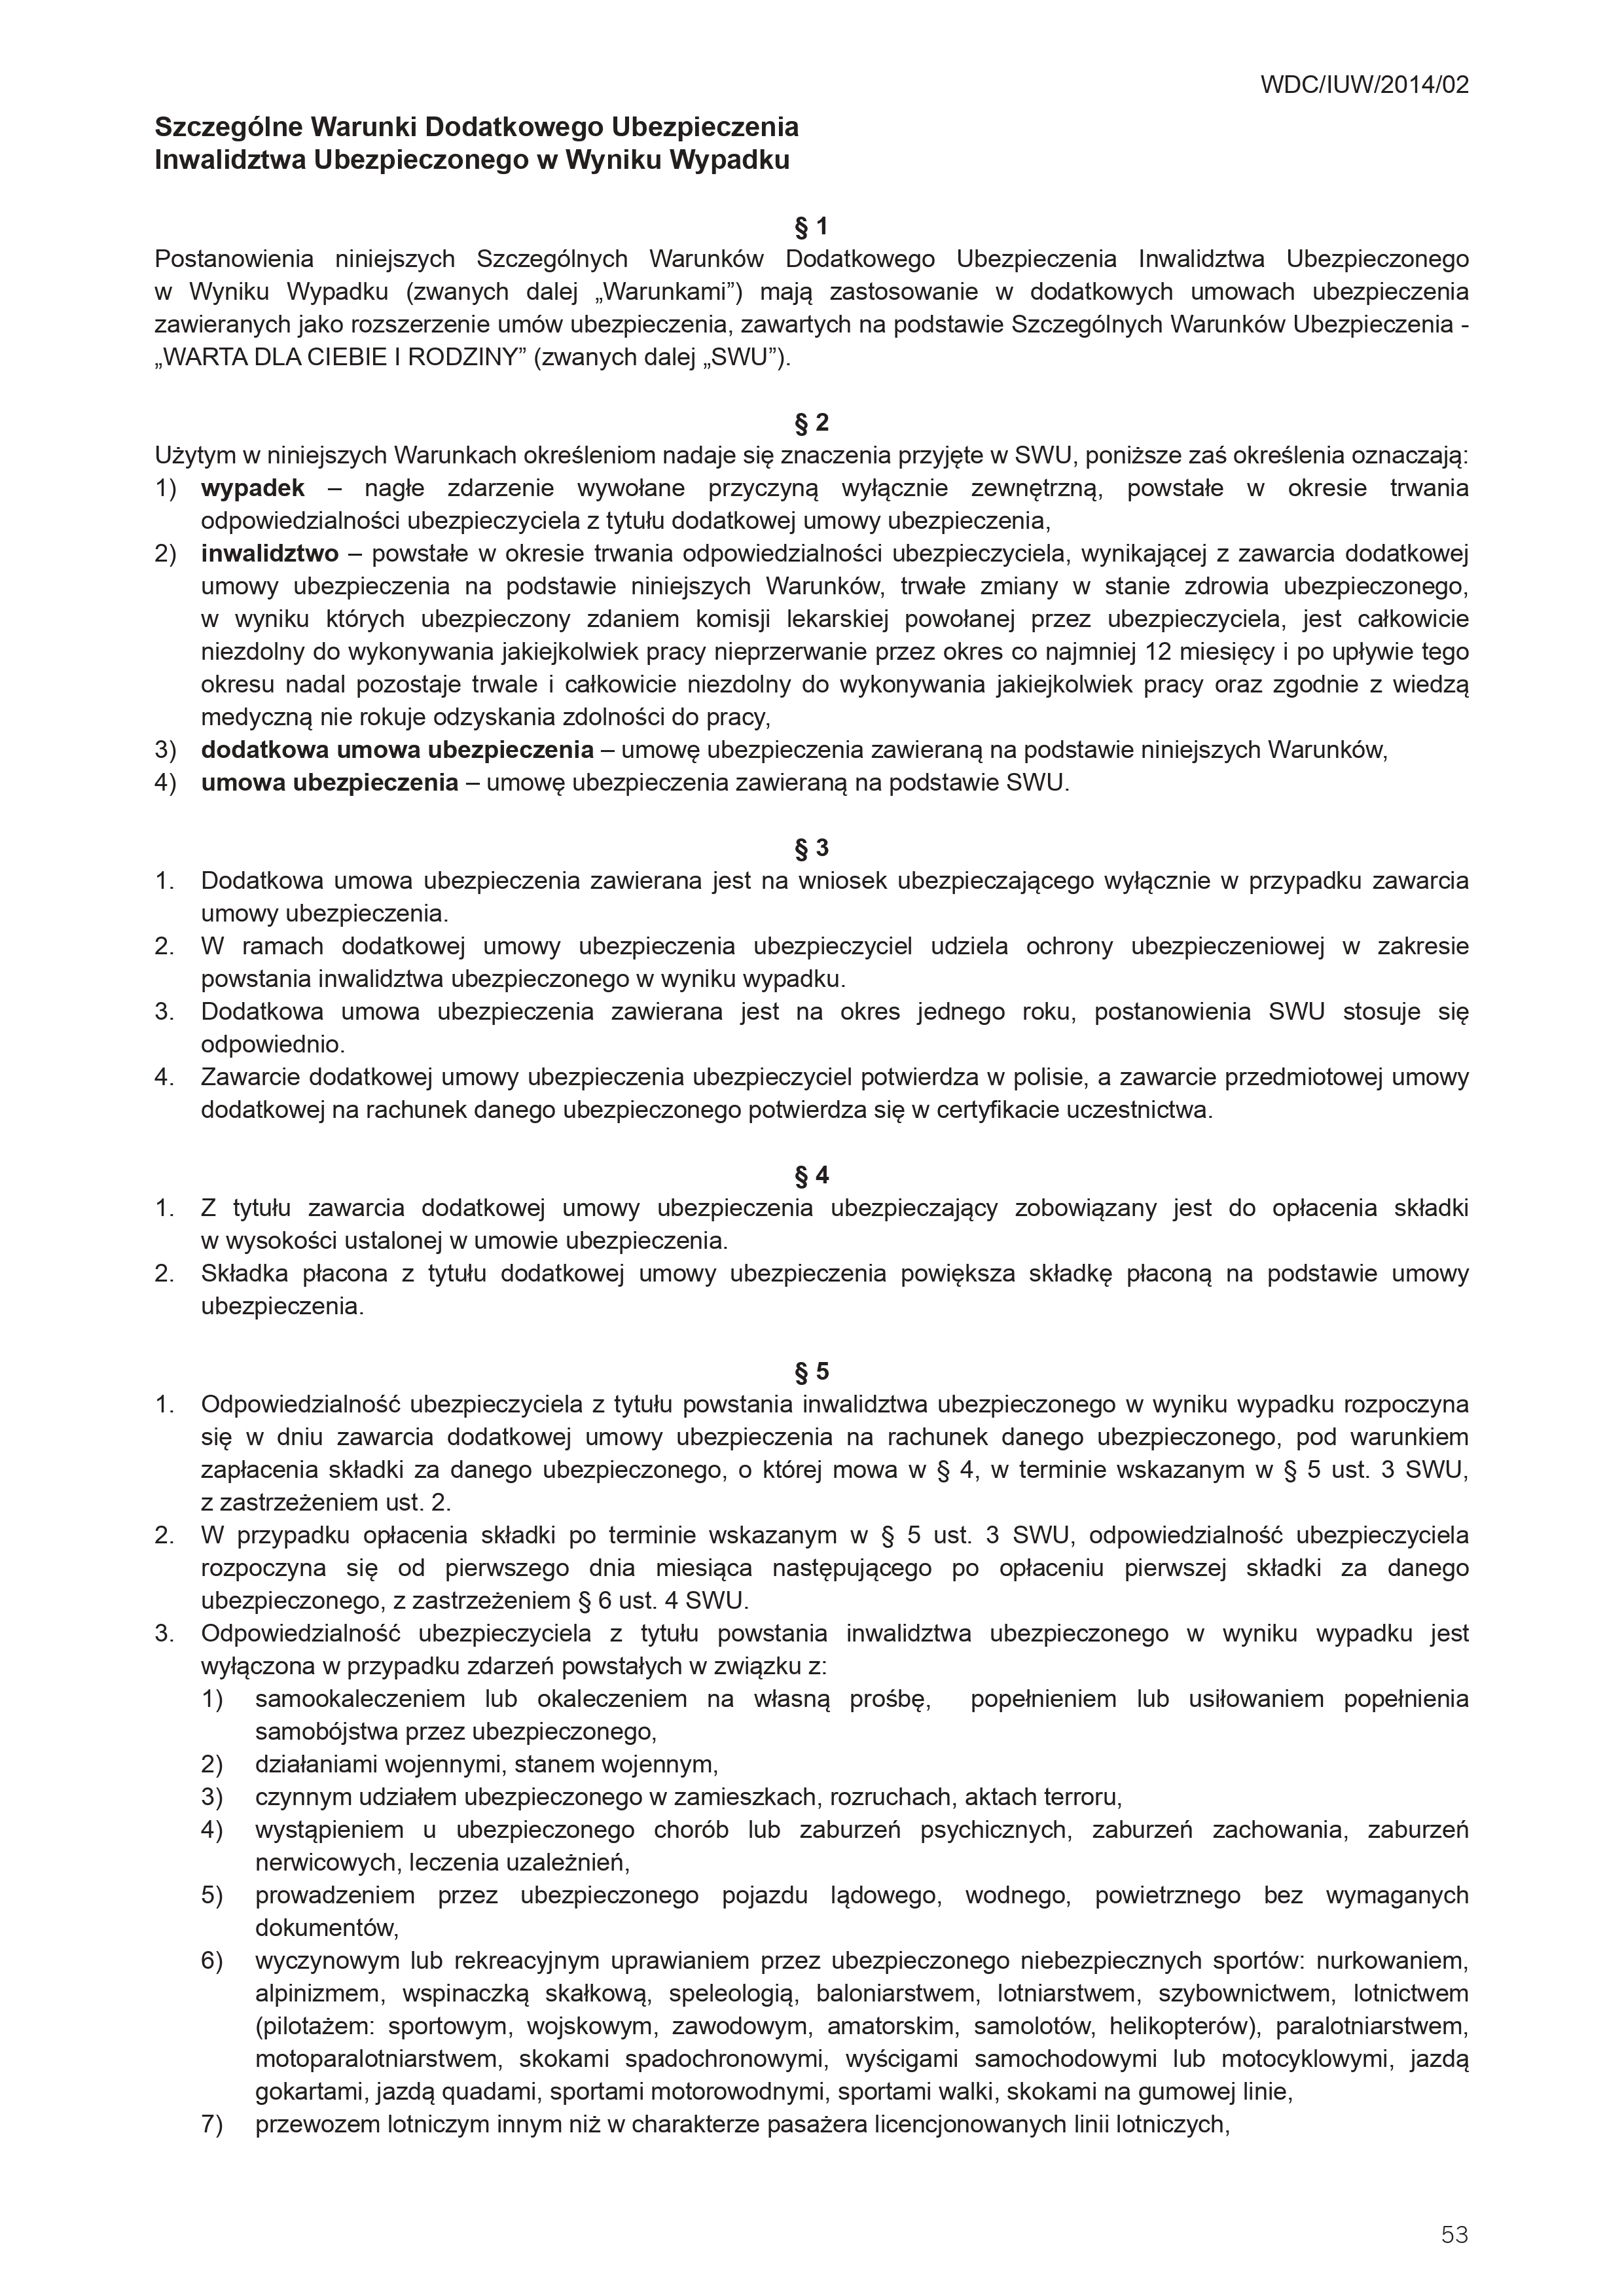 WDC/IUW/2014/02
Szczególne Warunki Dodatkowego Ubezpieczenia
Inwalidztwa Ubezpieczonego w Wyniku Wypadku
§ 1
Postanowienia niniejszych Szczególnych Warunków Dodatkowego Ubezpieczenia Inwalidztwa Ubezpieczonego
w Wyniku Wypadku (zwanych dalej „Warunkami”) mają zastosowanie w dodatkowych umowach ubezpieczenia
zawieranych jako rozszerzenie umów ubezpieczenia, zawartych na podstawie Szczególnych Warunków Ubezpieczenia -
„WARTA DLA CIEBIE I RODZINY” (zwanych dalej „SWU”).
§ 2
Użytym w niniejszych Warunkach określeniom nadaje się znaczenia przyjęte w SWU, poniższe zaś określenia oznaczają:
1) wypadek – nagłe zdarzenie wywołane przyczyną wyłącznie zewnętrzną, powstałe w okresie trwania
odpowiedzialności ubezpieczyciela z tytułu dodatkowej umowy ubezpieczenia,
2) inwalidztwo – powstałe w okresie trwania odpowiedzialności ubezpieczyciela, wynikającej z zawarcia dodatkowej
umowy ubezpieczenia na podstawie niniejszych Warunków, trwałe zmiany w stanie zdrowia ubezpieczonego,
w wyniku których ubezpieczony zdaniem komisji lekarskiej powołanej przez ubezpieczyciela, jest całkowicie
niezdolny do wykonywania jakiejkolwiek pracy nieprzerwanie przez okres co najmniej 12 miesięcy i po upływie tego
okresu nadal pozostaje trwale i całkowicie niezdolny do wykonywania jakiejkolwiek pracy oraz zgodnie z wiedzą
medyczną nie rokuje odzyskania zdolności do pracy,
3) dodatkowa umowa ubezpieczenia – umowę ubezpieczenia zawieraną na podstawie niniejszych Warunków,
4) umowa ubezpieczenia – umowę ubezpieczenia zawieraną na podstawie SWU.
§ 3
1. Dodatkowa umowa ubezpieczenia zawierana jest na wniosek ubezpieczającego wyłącznie w przypadku zawarcia
umowy ubezpieczenia.
2. W ramach dodatkowej umowy ubezpieczenia ubezpieczyciel udziela ochrony ubezpieczeniowej w zakresie
powstania inwalidztwa ubezpieczonego w wyniku wypadku.
3. Dodatkowa umowa ubezpieczenia zawierana jest na okres jednego roku, postanowienia SWU stosuje się
odpowiednio.
4. Zawarcie dodatkowej umowy ubezpieczenia ubezpieczyciel potwierdza w polisie, a zawarcie przedmiotowej umowy
dodatkowej na rachunek danego ubezpieczonego potwierdza się w certyfikacie uczestnictwa.
§ 4
1. Z tytułu zawarcia dodatkowej umowy ubezpieczenia ubezpieczający zobowiązany jest do opłacenia składki
w wysokości ustalonej w umowie ubezpieczenia.
2. Składka płacona z tytułu dodatkowej umowy ubezpieczenia powiększa składkę płaconą na podstawie umowy
ubezpieczenia.
§ 5
1. Odpowiedzialność ubezpieczyciela z tytułu powstania inwalidztwa ubezpieczonego w wyniku wypadku rozpoczyna
się w dniu zawarcia dodatkowej umowy ubezpieczenia na rachunek danego ubezpieczonego, pod warunkiem
zapłacenia składki za danego ubezpieczonego, o której mowa w § 4, w terminie wskazanym w § 5 ust. 3 SWU,
z zastrzeżeniem ust. 2.
2. W przypadku opłacenia składki po terminie wskazanym w § 5 ust. 3 SWU, odpowiedzialność ubezpieczyciela
rozpoczyna się od pierwszego dnia miesiąca następującego po opłaceniu pierwszej składki za danego
ubezpieczonego, z zastrzeżeniem § 6 ust. 4 SWU.
3. Odpowiedzialność ubezpieczyciela z tytułu powstania inwalidztwa ubezpieczonego w wyniku wypadku jest
wyłączona w przypadku zdarzeń powstałych w związku z:
1) samookaleczeniem lub okaleczeniem na własną prośbę, popełnieniem lub usiłowaniem popełnienia
samobójstwa przez ubezpieczonego,
2) działaniami wojennymi, stanem wojennym,
3) czynnym udziałem ubezpieczonego w zamieszkach, rozruchach, aktach terroru,
4) wystąpieniem u ubezpieczonego chorób lub zaburzeń psychicznych, zaburzeń zachowania, zaburzeń
nerwicowych, leczenia uzależnień,
5) prowadzeniem przez ubezpieczonego pojazdu lądowego, wodnego, powietrznego bez wymaganych
dokumentów,
6) wyczynowym lub rekreacyjnym uprawianiem przez ubezpieczonego niebezpiecznych sportów: nurkowaniem,
alpinizmem, wspinaczką skałkową, speleologią, baloniarstwem, lotniarstwem, szybownictwem, lotnictwem
(pilotażem: sportowym, wojskowym, zawodowym, amatorskim, samolotów, helikopterów), paralotniarstwem,
motoparalotniarstwem, skokami spadochronowymi, wyścigami samochodowymi lub motocyklowymi, jazdą
gokartami, jazdą quadami, sportami motorowodnymi, sportami walki, skokami na gumowej linie,
7) przewozem lotniczym innym niż w charakterze pasażera licencjonowanych linii lotniczych,
53